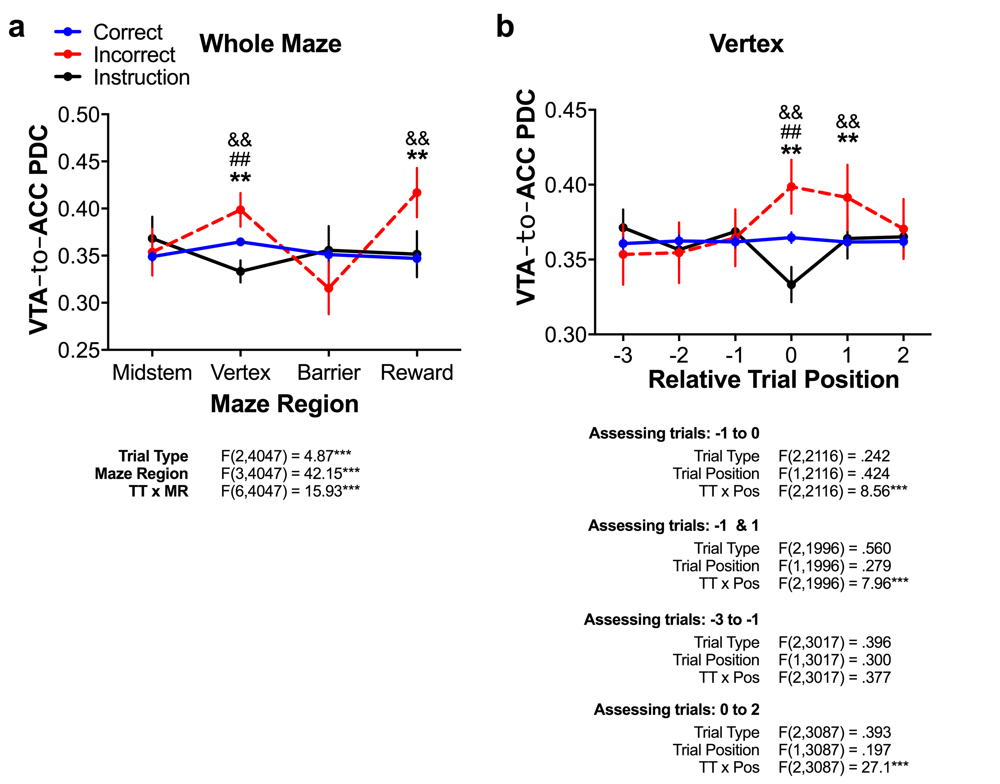 a
Correct
Incorrect
Instruction
Whole Maze
VTA–to–ACC PDC
0.50
0.45
0.40
0.35
0.30
0.25
&&
##
**
&&
**
Midstem Vertex Barrier Reward
Maze Region
Trial Type F(2,4047) = 4.87***
Maze Region F(3,4047) = 42.15***
TT x MR F(6,4047) = 15.93***
b
Vertex
VTA–to–ACC PDC
0.45
0.40
0.35
0.30
&&
##
**
&&
**
-3 -2 -1 0 1 2
Relative Trial Position
Assessing trials: -1 to 0
Trial Type F(2,2116) = .242
Trial Position F(1,2116) = .424
TT x Pos F(2,2116) = 8.56***
Assessing trials: -1 & 1
Trial Type F(2,1996) = .560
Trial Position F(1,1996) = .279
TT x Pos F(2,1996) = 7.96***
Assessing trials: -3 to -1
Trial Type F(2,3017) = .396
Trial Position F(1,3017) = .300
TT x Pos F(2,3017) = .377
Assessing trials: 0 to 2
Trial Type F(2,3087) = .393
Trial Position F(1,3087) = .197
TT x Pos F(2,3087) = 27.1***